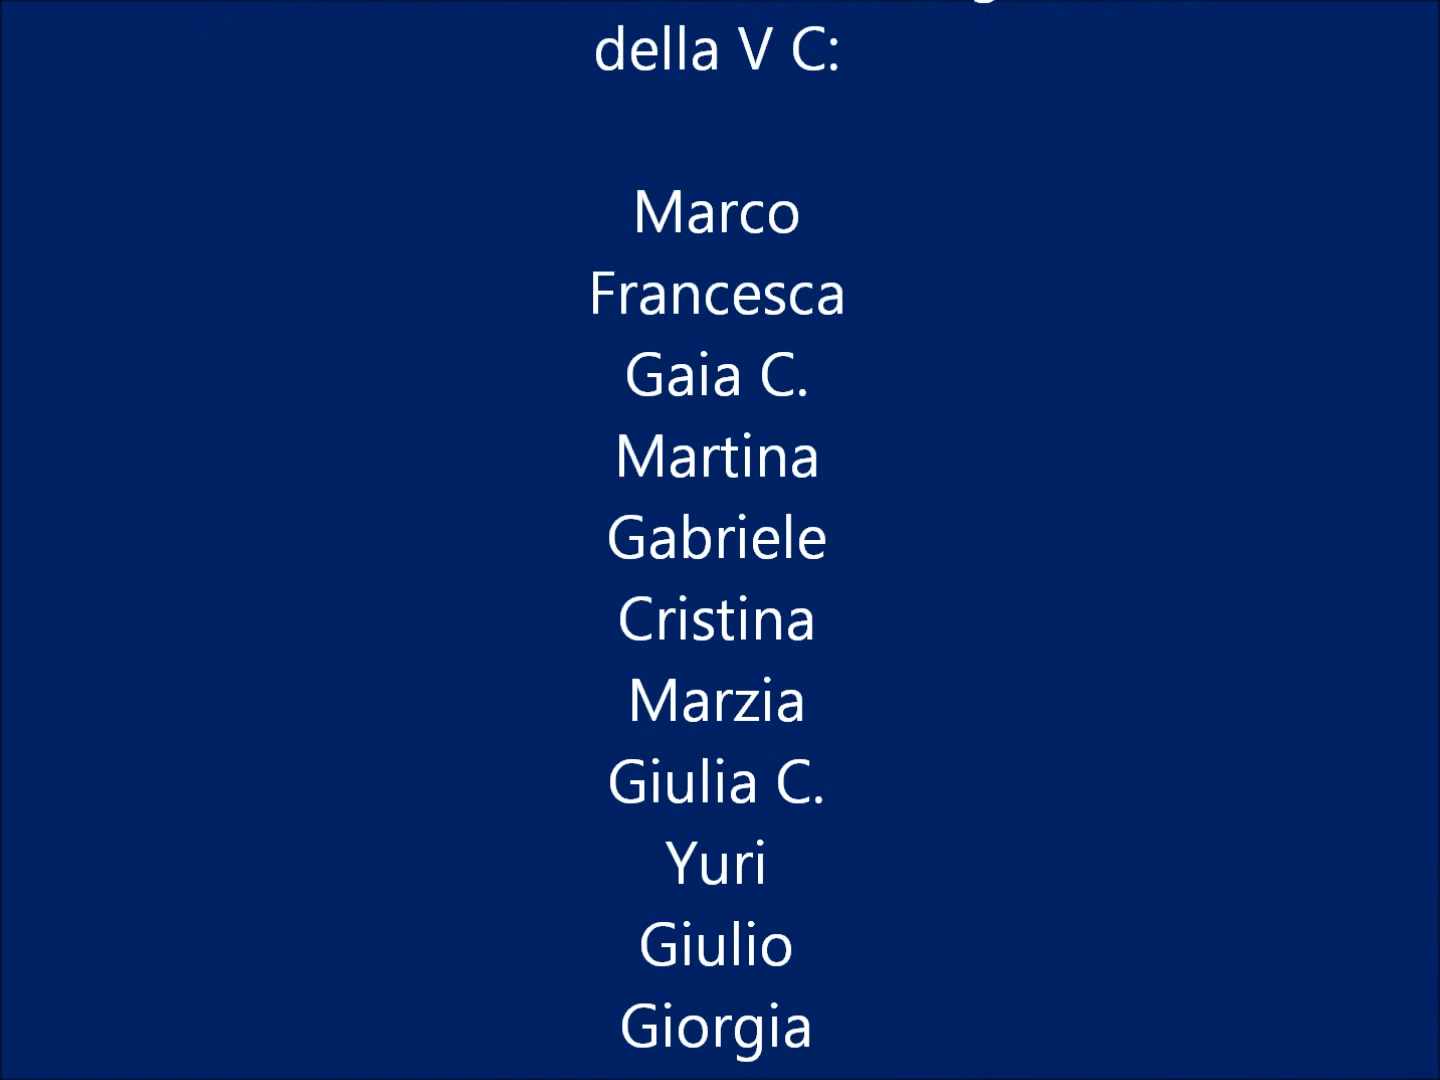 della V C:
Marco
Francesca
Gaia C.
Martina
Gabriele
Cristina
Marzia
Giulia C.
Yuri
Giulio
Giorgia